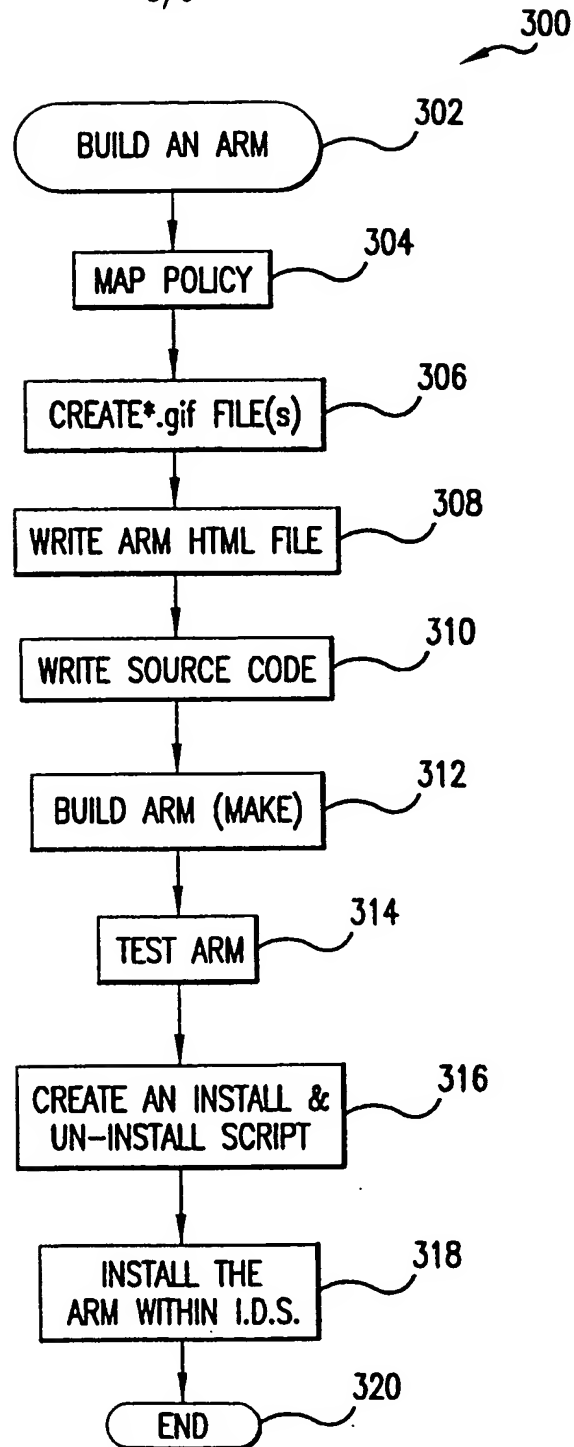 300
BUILD AN ARM
302
MAP POLICY
304
CREATE*.gif FILE(s)
306
WRITE ARM HTML FILE
308
WRITE SOURCE CODE
310
BUILD ARM (MAKE)
312
TEST ARM
314
CREATE AN INSTALL &
UN-INSTALL SCRIPT
316
INSTALL THE
ARM WITHIN I.D.S.
318
END
320